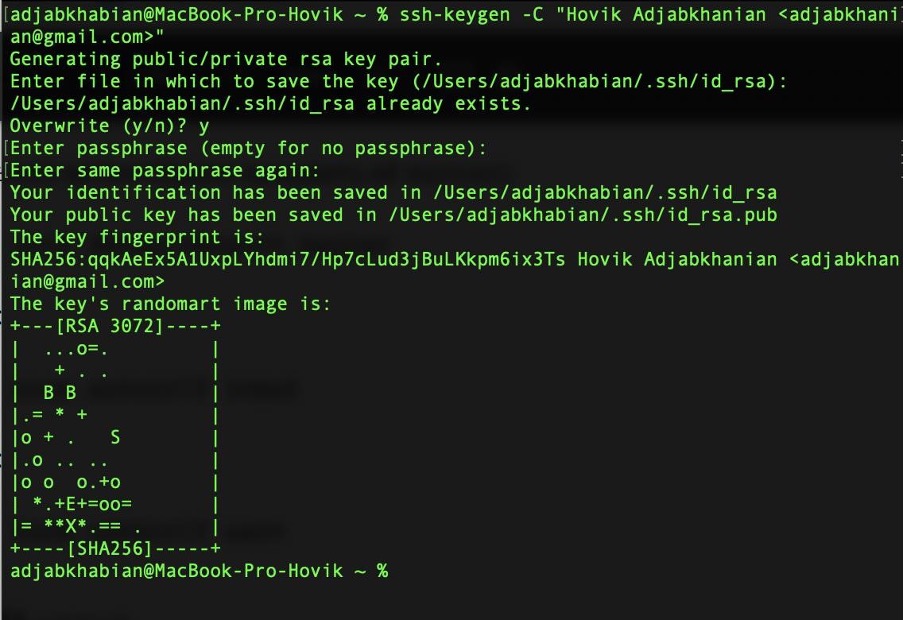 [adjabkhabian@MacBook-Pro-Hovik ~ % ssh-keygen -C "Hovik Adjabkhanian <adjabkhani
an@gmail.com>"
Generating public/private rsa key pair.
Enter file in which to save the key (/Users/adjabkhabian/.ssh/id_rsa):
/Users/adjabkhabian/.ssh/id_rsa already exists.
Overwrite (y/n)? y
[Enter passphrase (empty for no passphrase):
[Enter same passphrase again:
Your identification has been saved in /Users/adjabkhabian/.ssh/id_rsa
Your public key has been saved in /Users/adjabkhabian/.ssh/id_rsa.pub
The key fingerprint is:
SHA256:qqkAeEx5A1UxpLYhdmi7/Hp7cLud3jBuLKkpm6ix3Ts Hovik Adjabkhanian <adjabkhan
ian@gmail.com>
The key's randomart image is:
+---[RSA 3072]----+
|  ...o=.         |
|   + . .         |
|  B B            |
|.= * +           |
|o + .   S        |
|.o .. ..         |
|o o  o.+o        |
| *.+E+=oo=       |
|= **X*.== .      |
+----[SHA256]-----+
adjabkhabian@MacBook-Pro-Hovik ~ %